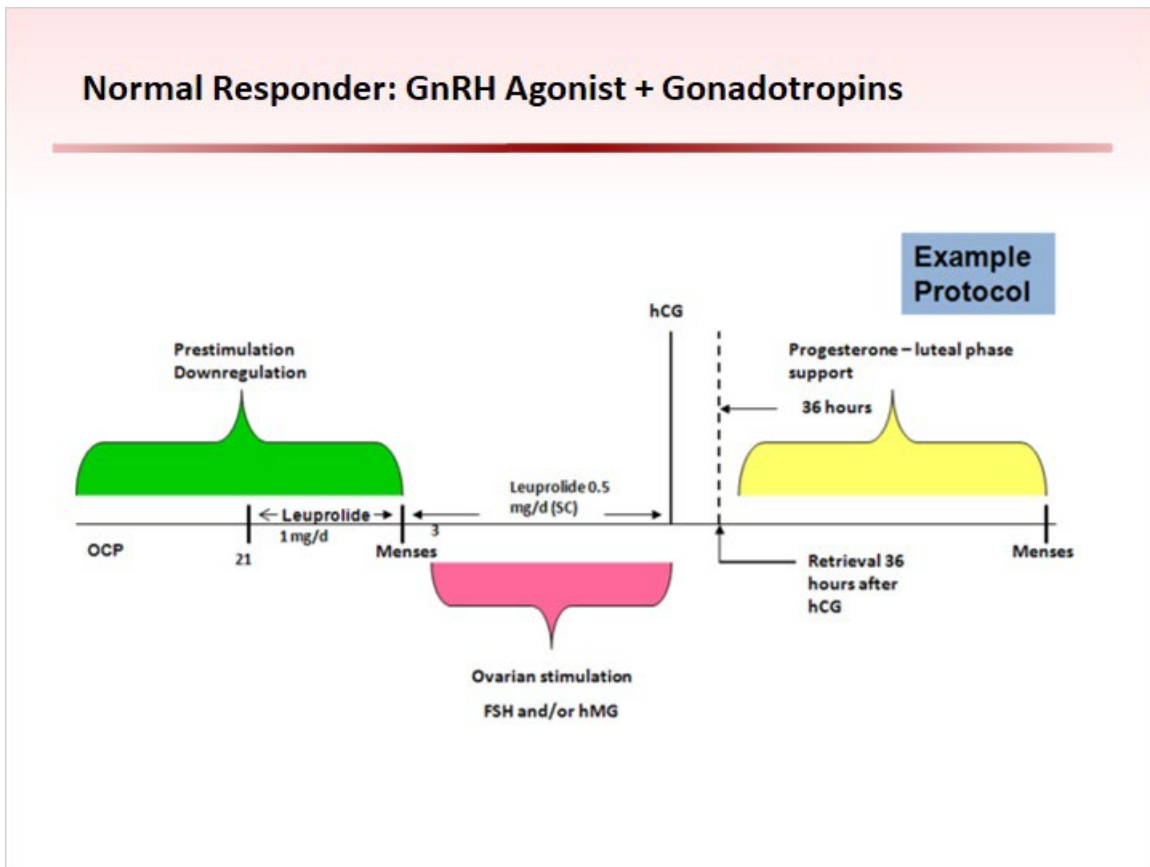 Normal Responder: GnRH Agonist + Gonadotropins
Example
Protocol
hCG
Prestimulation
Downregulation
Progesterone – luteal phase
support
36 hours
Leuprolide 0.5
mg/d (SC)
Leuprolide
1 mg/d
3
OCP
21
Menses
Menses
Retrieval 36
hours after
hCG
Ovarian stimulation
FSH and/or hMG